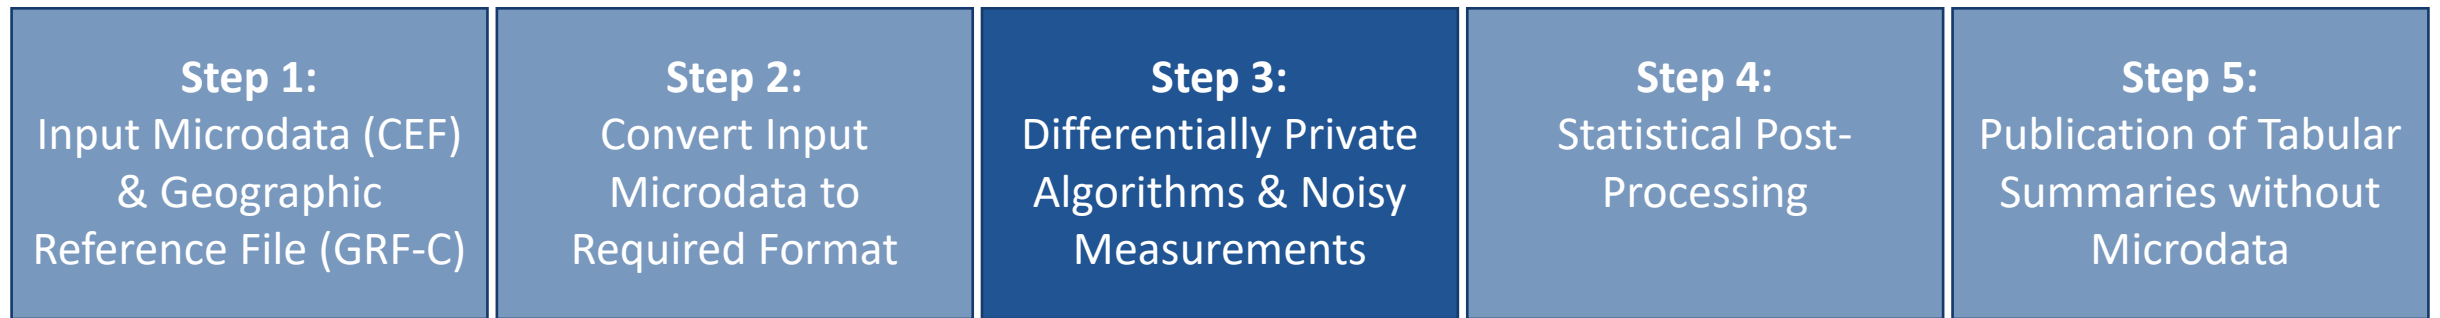 Step 1:
Input Microdata (CEF)
& Geographic
Reference File (GRF-C)
Step 2:
Convert Input
Microdata to
Required Format
Step 3:
Differentially Private
Algorithms & Noisy
Measurements
Step 4:
Statistical Post-
Processing
Step 5:
Publication of Tabular
Summaries without
Microdata